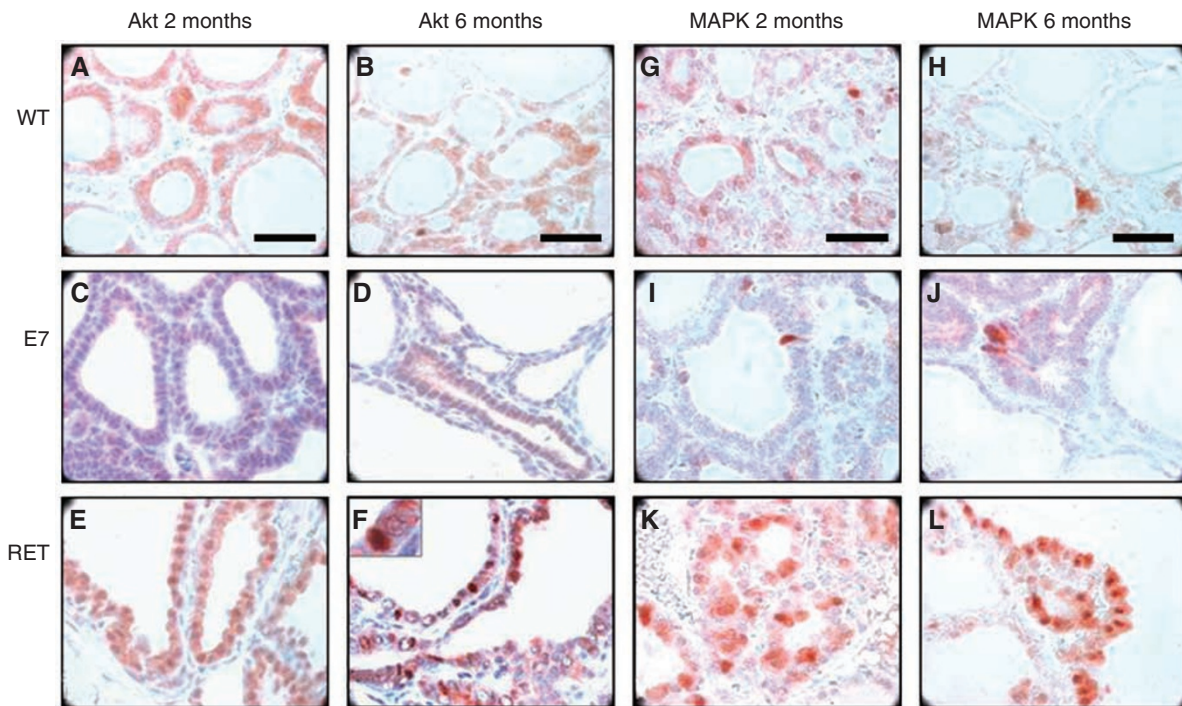 Akt 2 months Akt 6 months MAPK 2 months MAPK 6 months
WT
A B G H
E7
C D I J
RET
E F K L